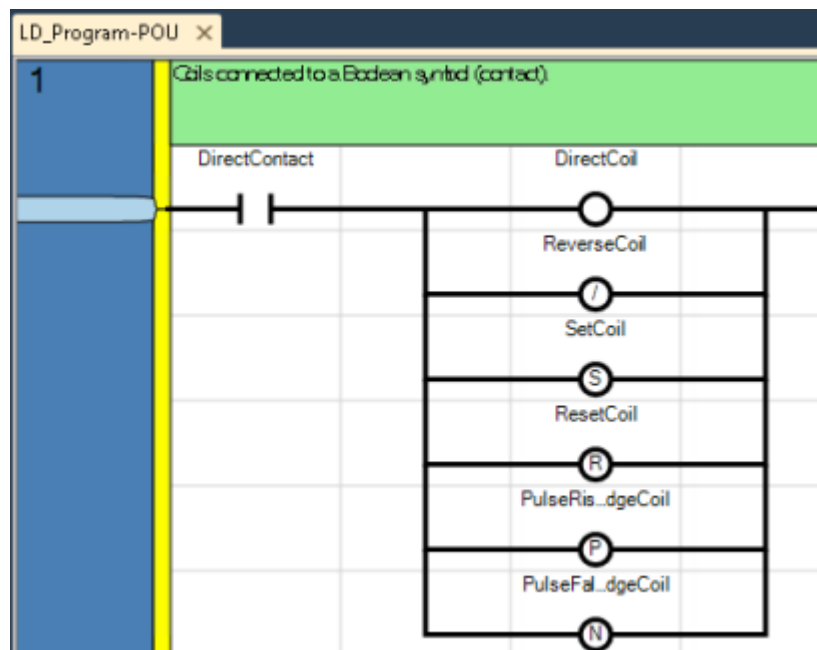 LD_Program-POU ×
1
Coils connected to a Boolean symbol (contact).
DirectContact
DirectCoil
ReverseCoil
/
SetCoil
S
ResetCoil
R
PulseRis...dgeCoil
P
PulseFal...dgeCoil
N